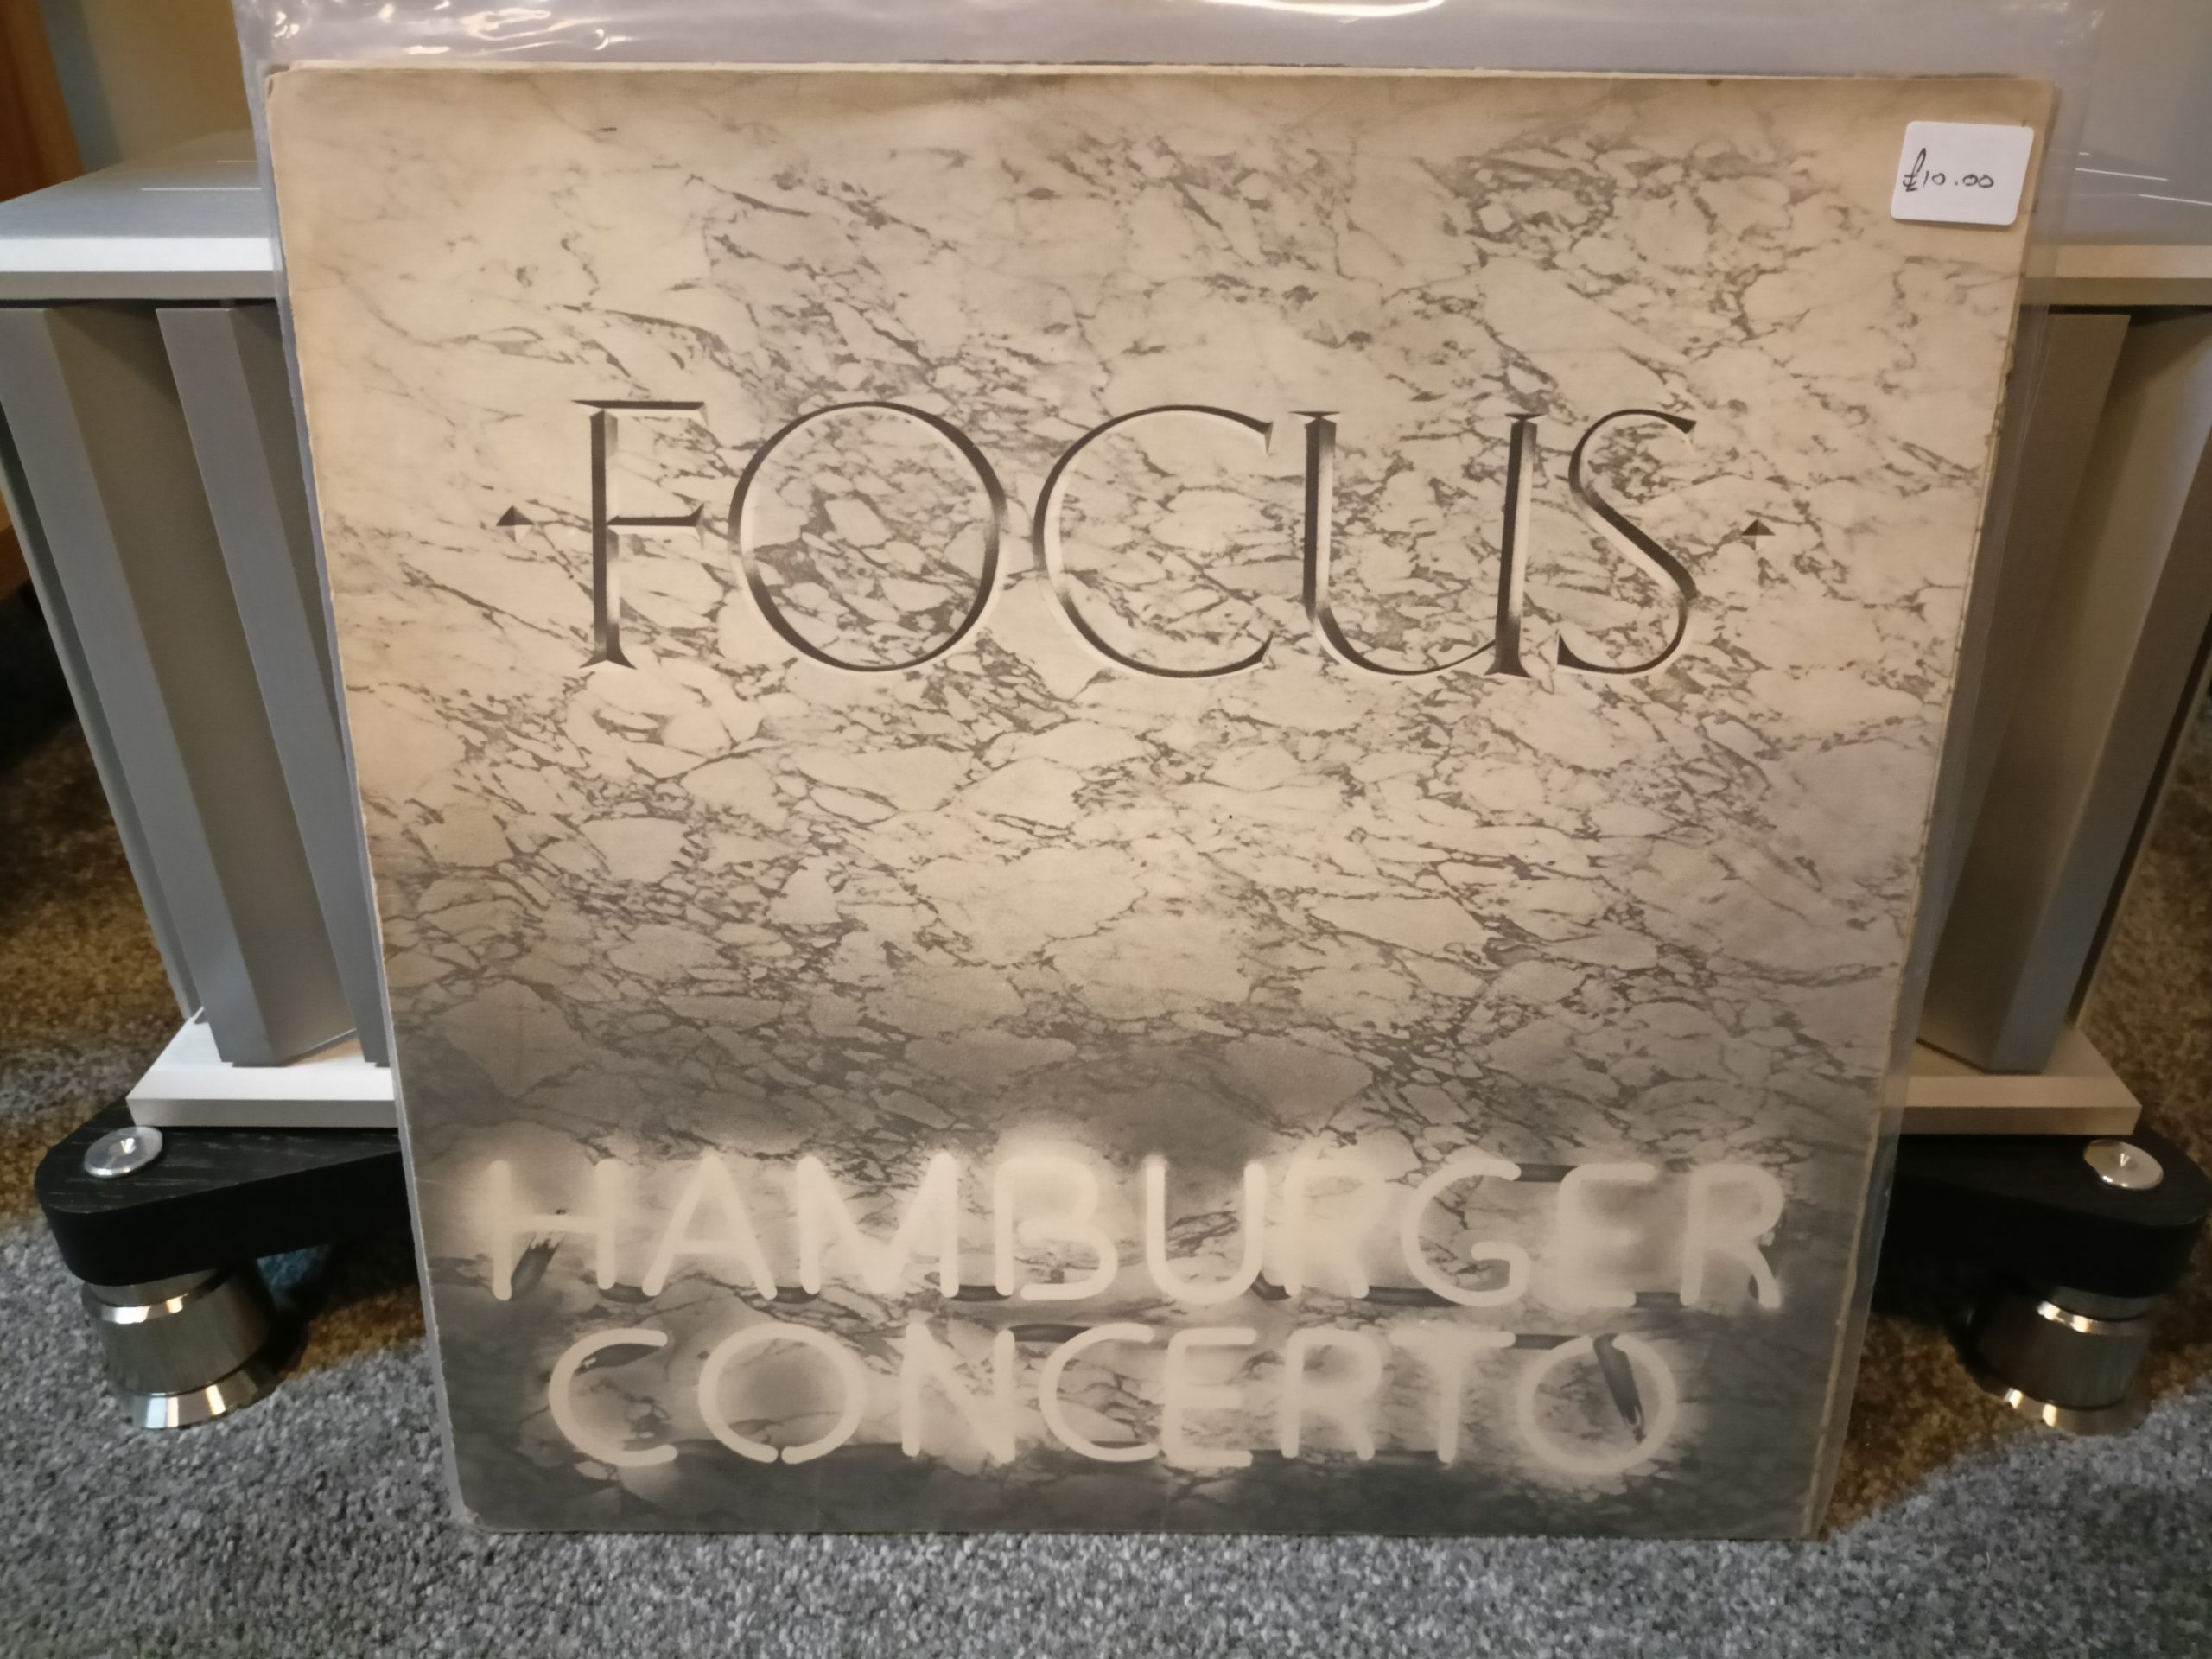 £10.00
FOCUS
HAMBURGER
CONCERTO